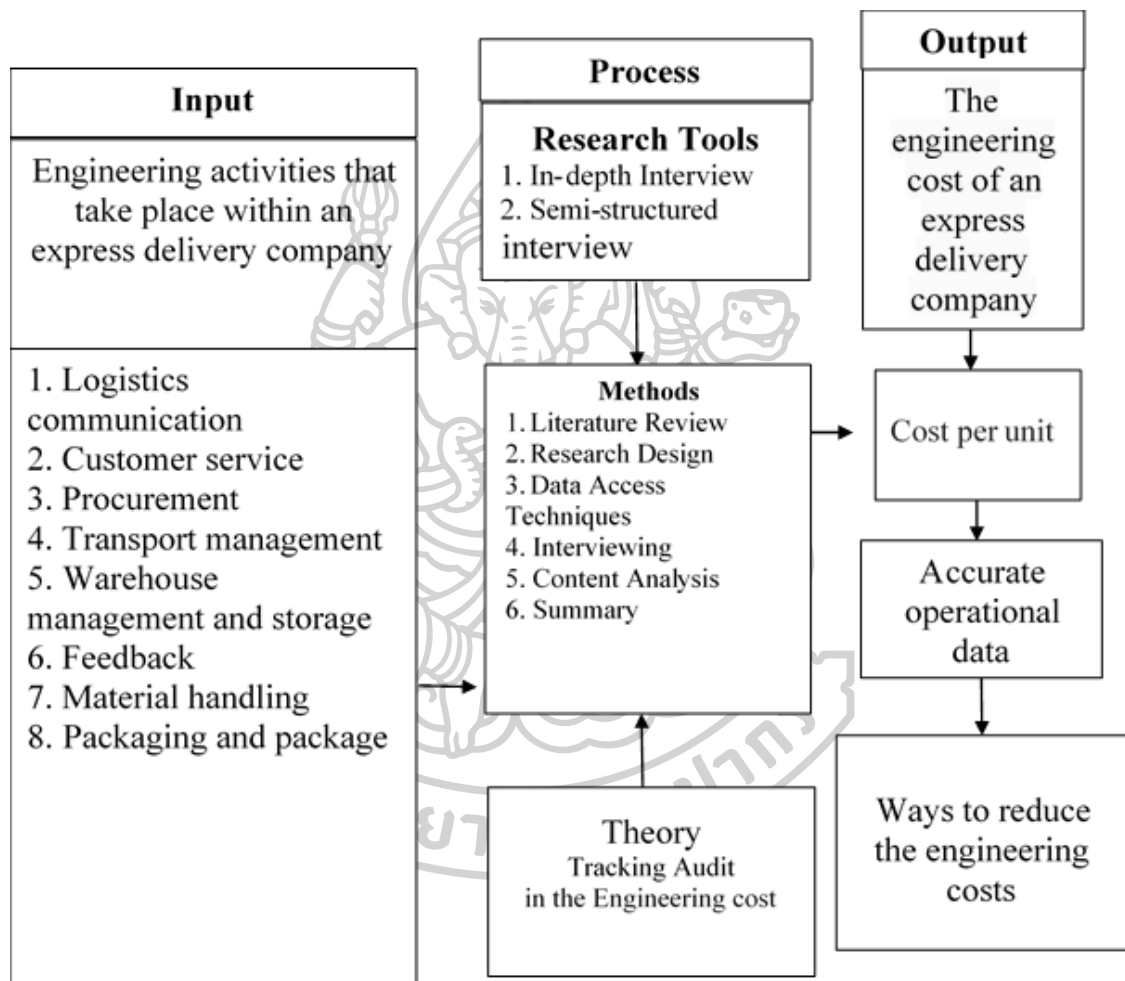 Input
Engineering activities that
take place within an
express delivery company
1. Logistics
communication
2. Customer service
3. Procurement
4. Transport management
5. Warehouse
management and storage
6. Feedback
7. Material handling
8. Packaging and package
Process
Research Tools
1. In-depth Interview
2. Semi-structured
interview
Methods
1. Literature Review
2. Research Design
3. Data Access
Techniques
4. Interviewing
5. Content Analysis
6. Summary
Theory
Tracking Audit
in the Engineering cost
Output
The
engineering
cost of an
express
delivery
company
Cost per unit
Accurate
operational
data
Ways to reduce
the engineering
costs